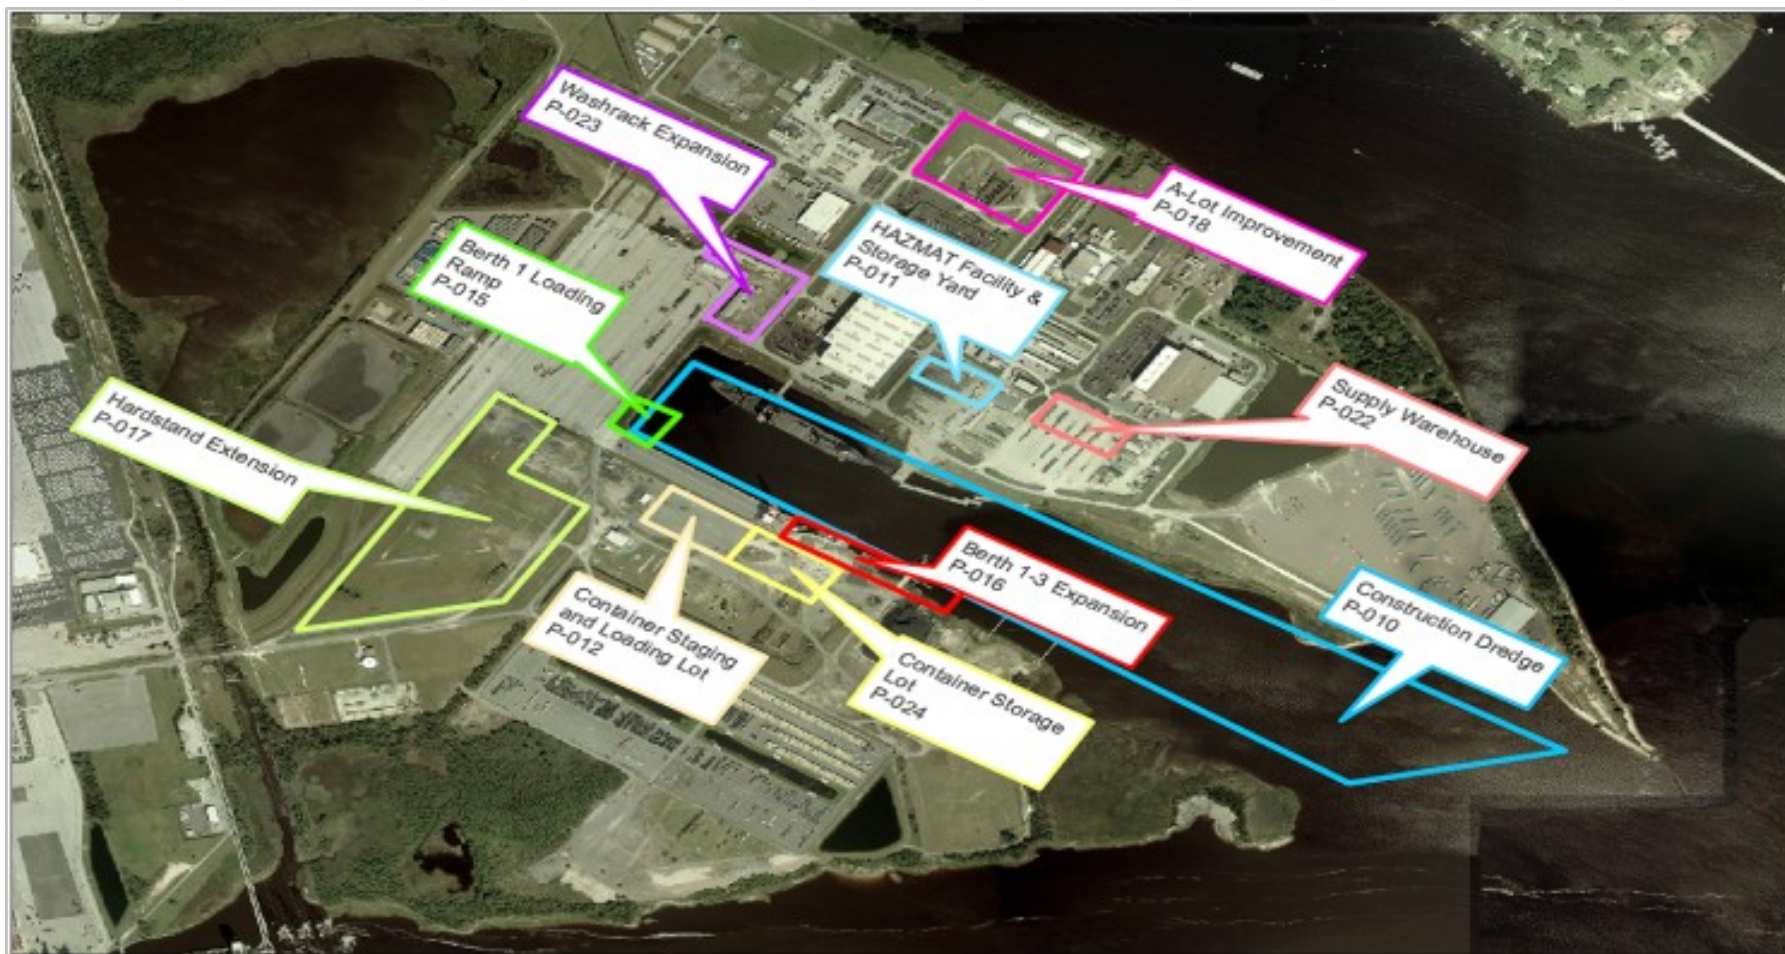 Washrack Expansion
P-023
A-Lot Improvement
P-018
HAZMAT Facility &
Storage Yard
P-011
Berth 1 Loading
Ramp
P-015
Hardstand Extension
P-017
Supply Warehouse
P-022
Berth 1-3 Expansion
P-016
Construction Dredge
P-010
Container Staging
and Loading Lot
P-012
Container Storage
Lot
P-024